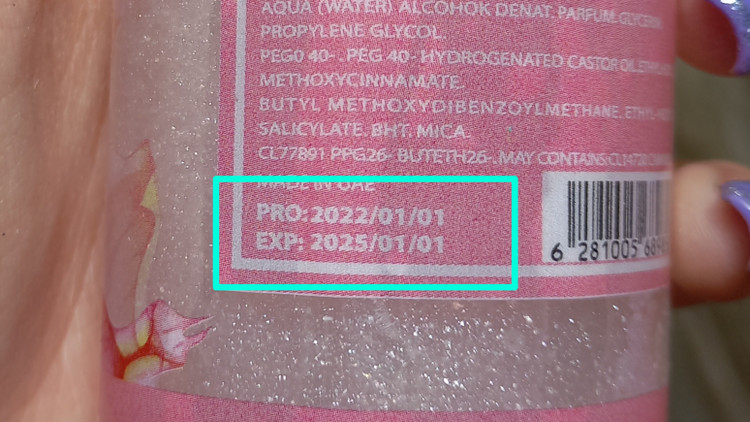 AQUA (WATER) ALCOHOK DENAT. PARFUM. GLYCERIN.
PROPYLENE GLYCOL.
PEG0 40- . PEG 40- HYDROGENATED CASTOR OIL.
METHOXYCINNAMATE.
BUTYL METHOXYDIBENZOYLMETHANE.
SALICYLATE. BHT. MICA.
CL77891 PPG26- BUTETH26-. MAY CONTAINS: CL14720
MADE IN UAE
PRO: 2022/01/01
EXP: 2025/01/01
6 281005